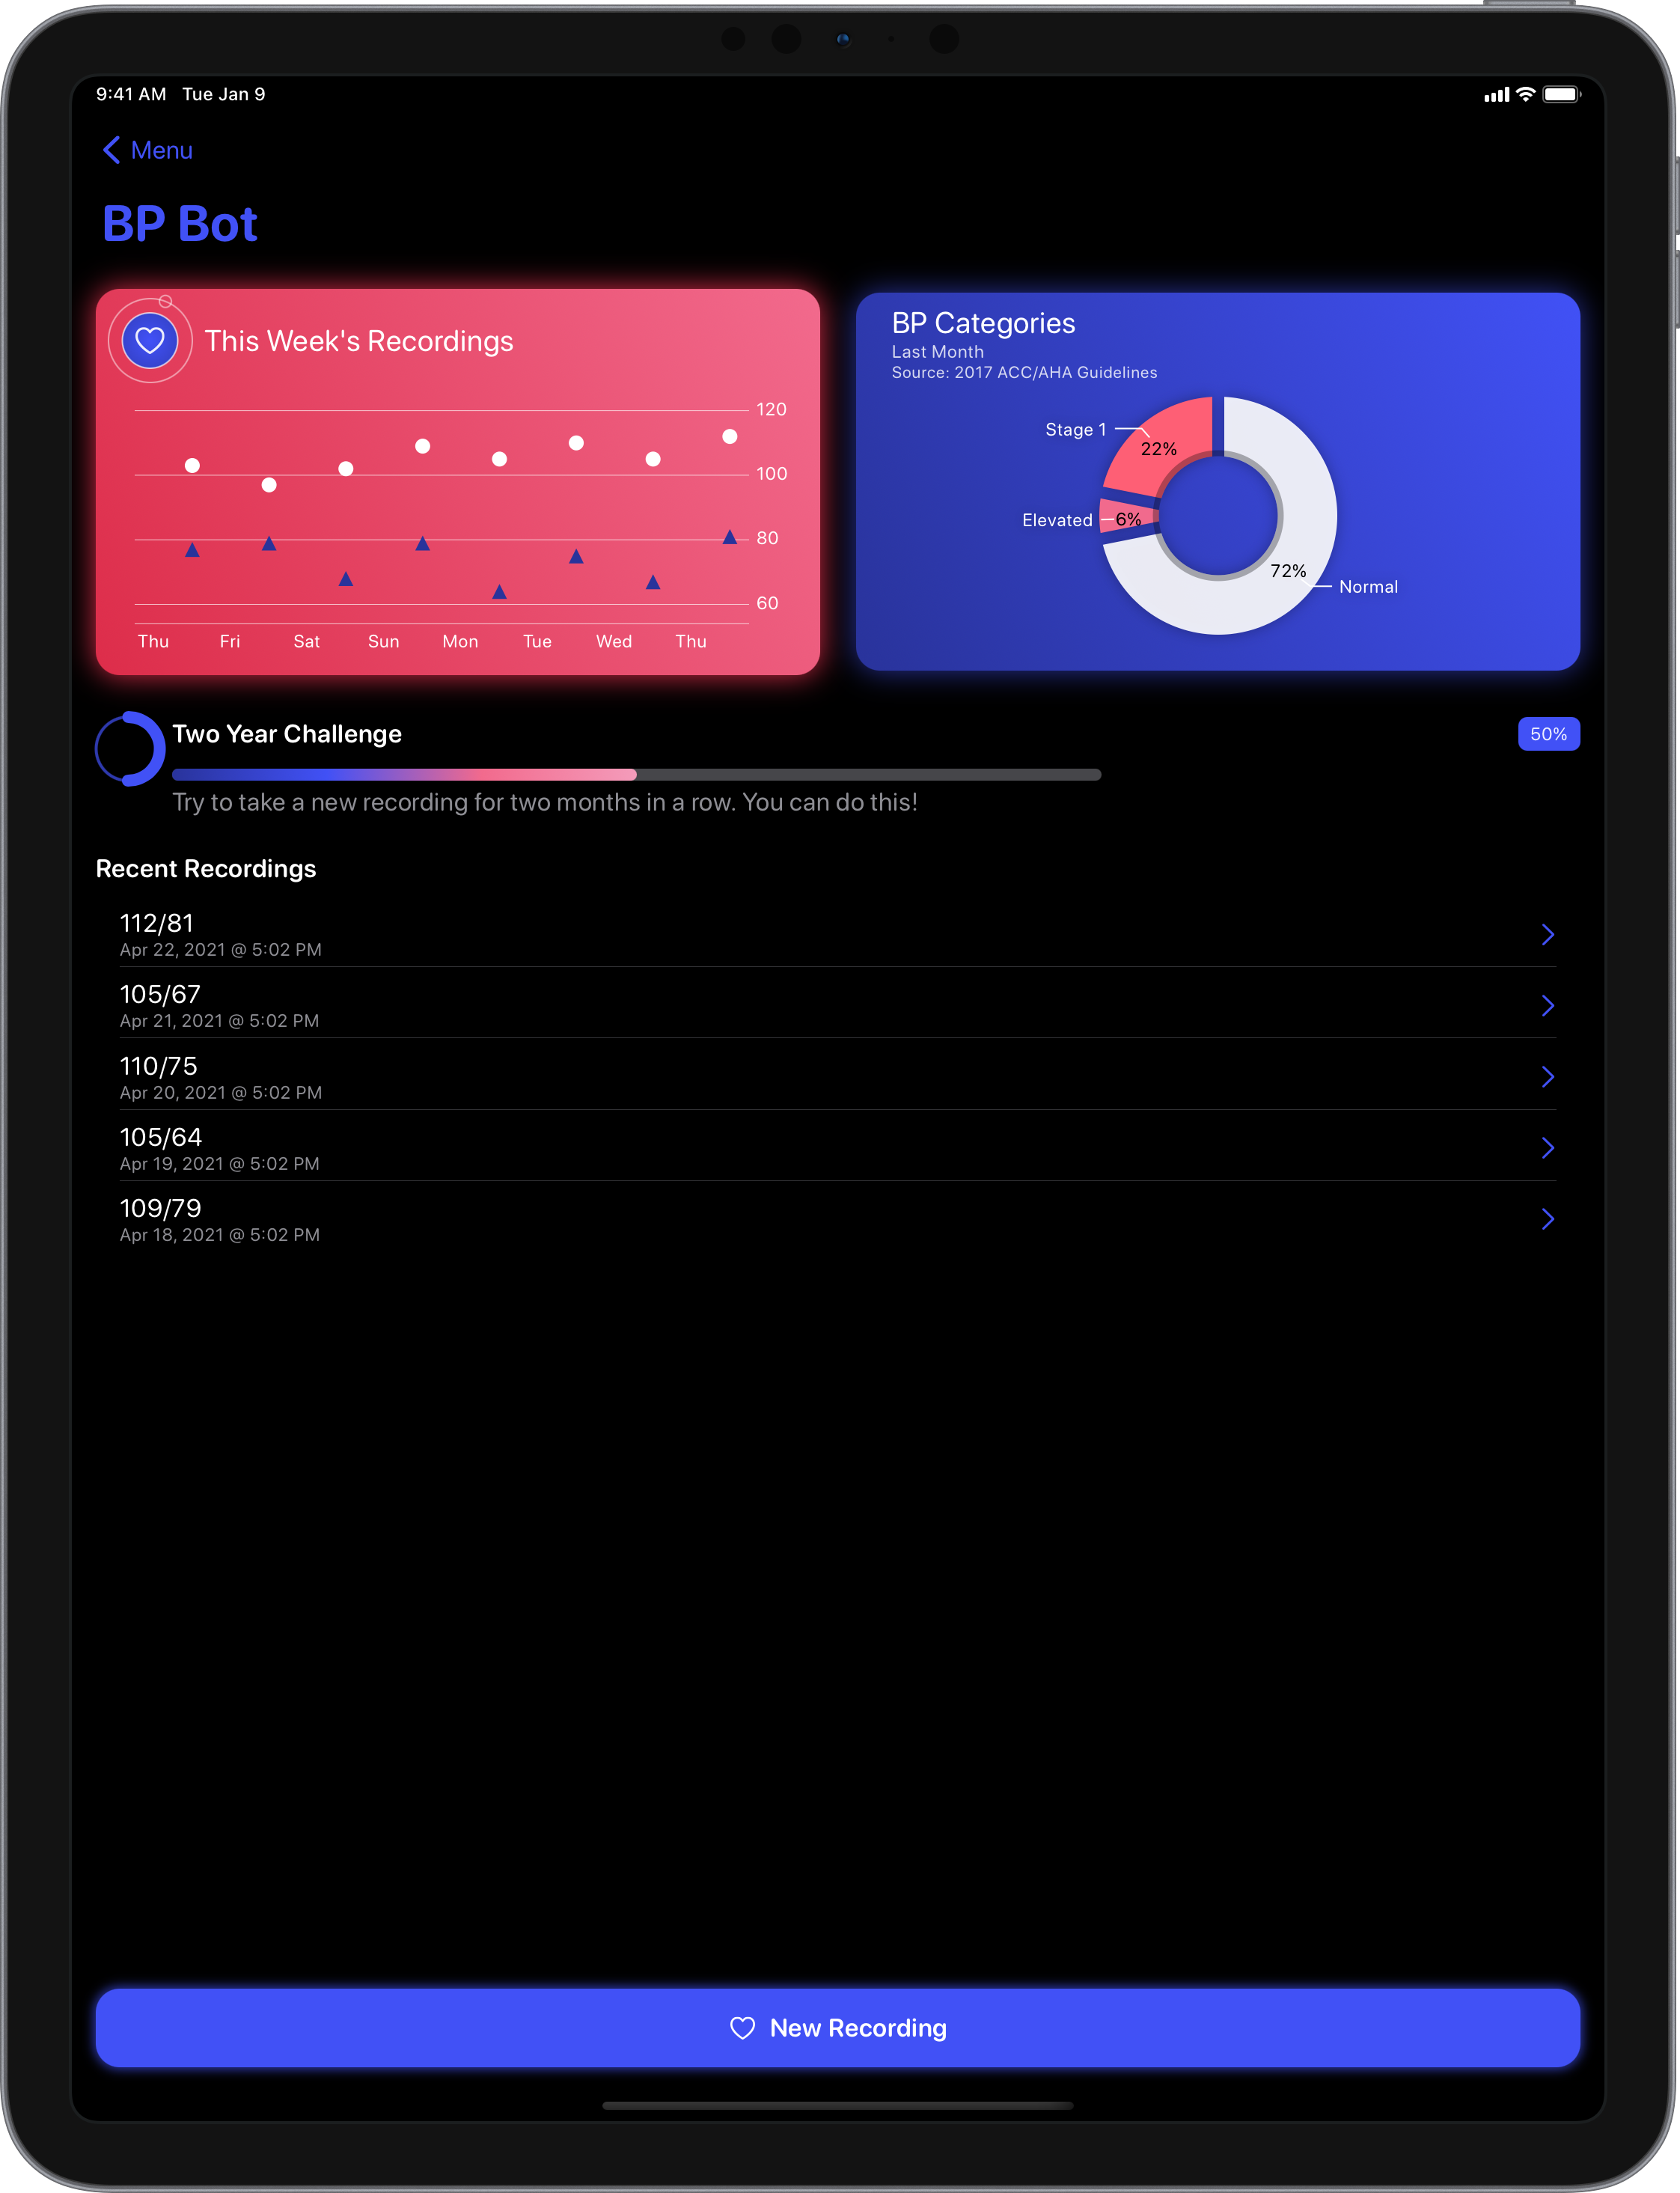 9:41 AM Tue Jan 9
Menu
BP Bot
This Week's Recordings
120
100
80
60
Thu Fri Sat Sun Mon Tue Wed Thu
BP Categories
Last Month
Source: 2017 ACC/AHA Guidelines
Stage 1
22%
Elevated
6%
72%
Normal
Two Year Challenge
50%
Try to take a new recording for two months in a row. You can do this!
Recent Recordings
112/81
Apr 22, 2021 @ 5:02 PM
105/67
Apr 21, 2021 @ 5:02 PM
110/75
Apr 20, 2021 @ 5:02 PM
105/64
Apr 19, 2021 @ 5:02 PM
109/79
Apr 18, 2021 @ 5:02 PM
New Recording